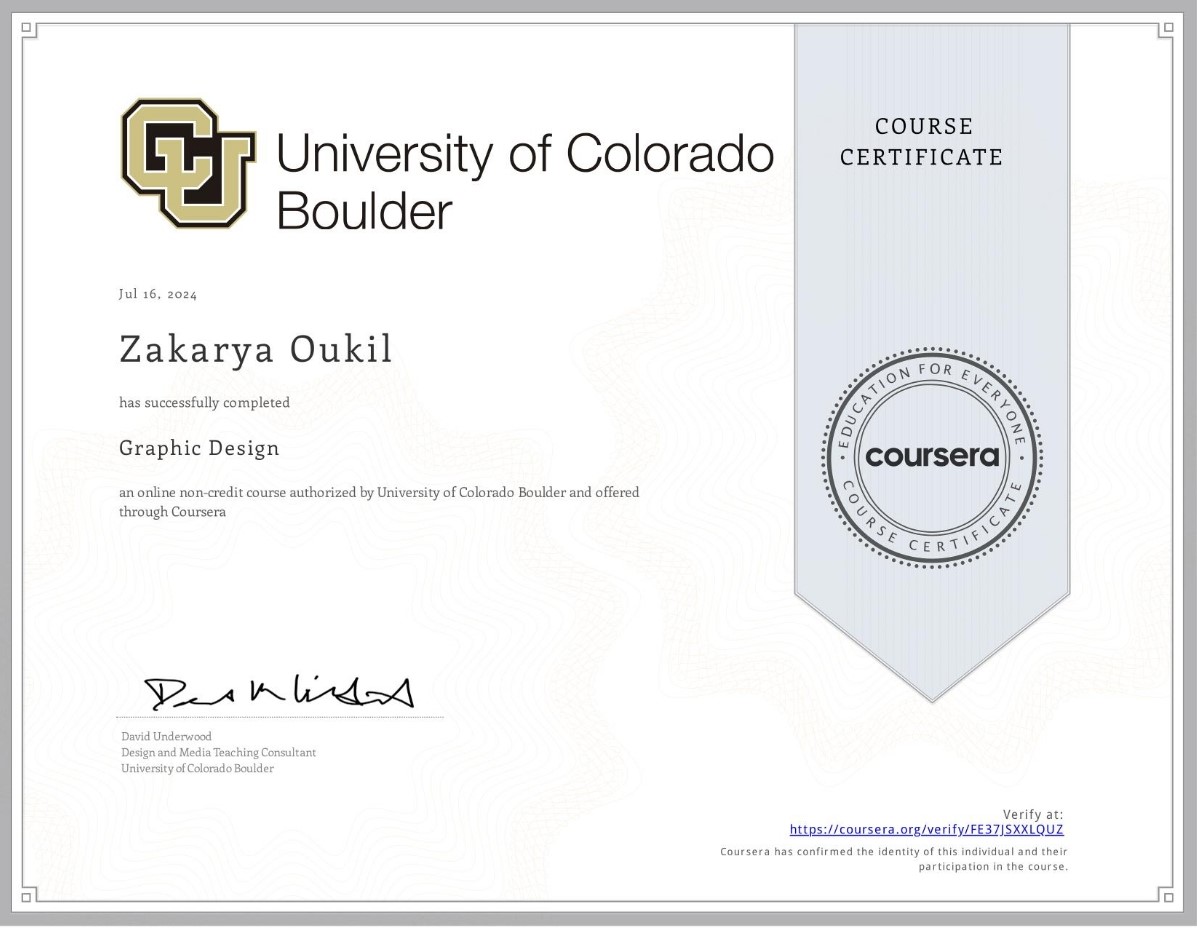 CU
University of Colorado
Boulder
COURSE
CERTIFICATE
Jul 16, 2024
Zakarya Oukil
has successfully completed
Graphic Design
an online non-credit course authorized by University of Colorado Boulder and offered
through Coursera
EDUCATION FOR EVERYONE
coursera
COURSE CERTIFICATE
David Underwood
Design and Media Teaching Consultant
University of Colorado Boulder
Verify at:
https://coursera.org/verify/FE37JSXXLQUZ
Coursera has confirmed the identity of this individual and their
participation in the course.